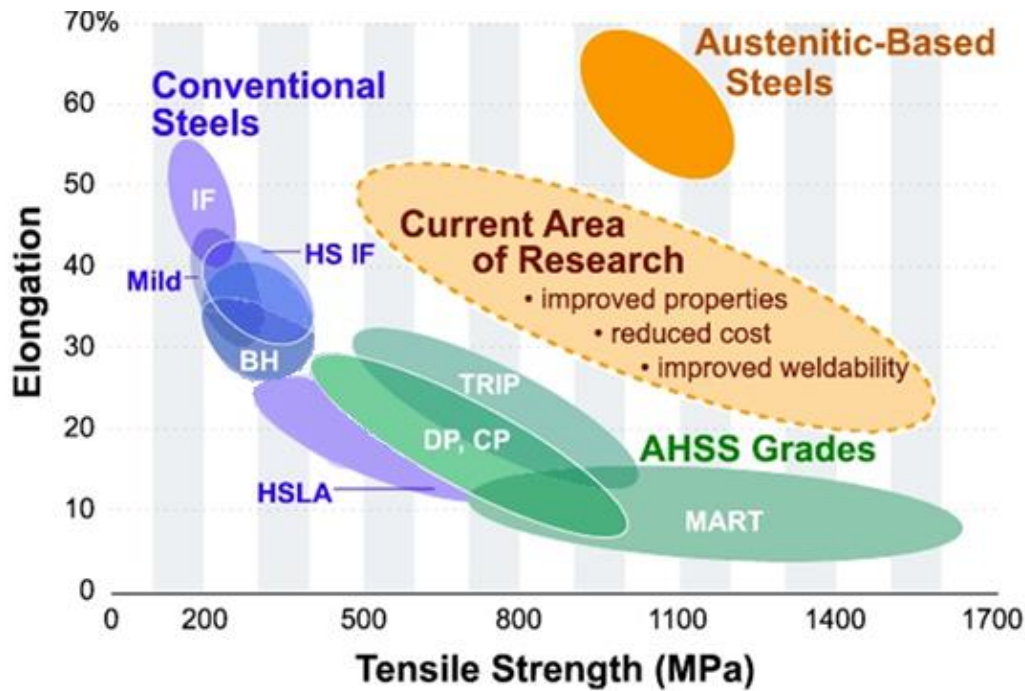 70%
60
50
40
30
20
10
0
Elongation
Conventional
Steels
IF
Mild
HS IF
BH
HSLA
Austenitic-Based
Steels
Current Area
of Research
• improved properties
• reduced cost
• improved weldability
TRIP
DP, CP
AHSS Grades
MART
0 200 500 800 1100 1400 1700
Tensile Strength (MPa)